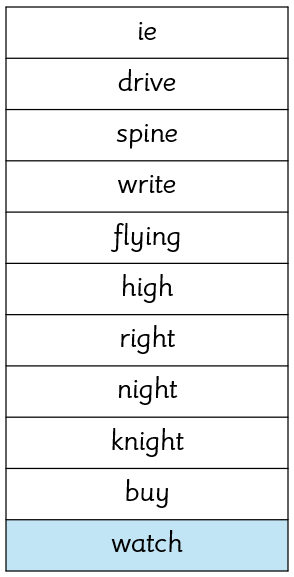 ie
drive
spine
write
flying
high
right
night
knight
buy
watch